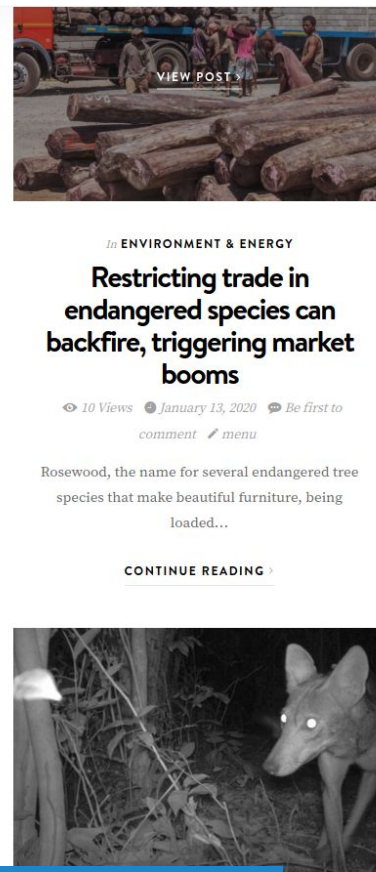 VIEW POST ›
In ENVIRONMENT & ENERGY
Restricting trade in
endangered species can
backfire, triggering market
booms
10 Views January 13, 2020 Be first to
comment menu
Rosewood, the name for several endangered tree
species that make beautiful furniture, being
loaded...
CONTINUE READING ›